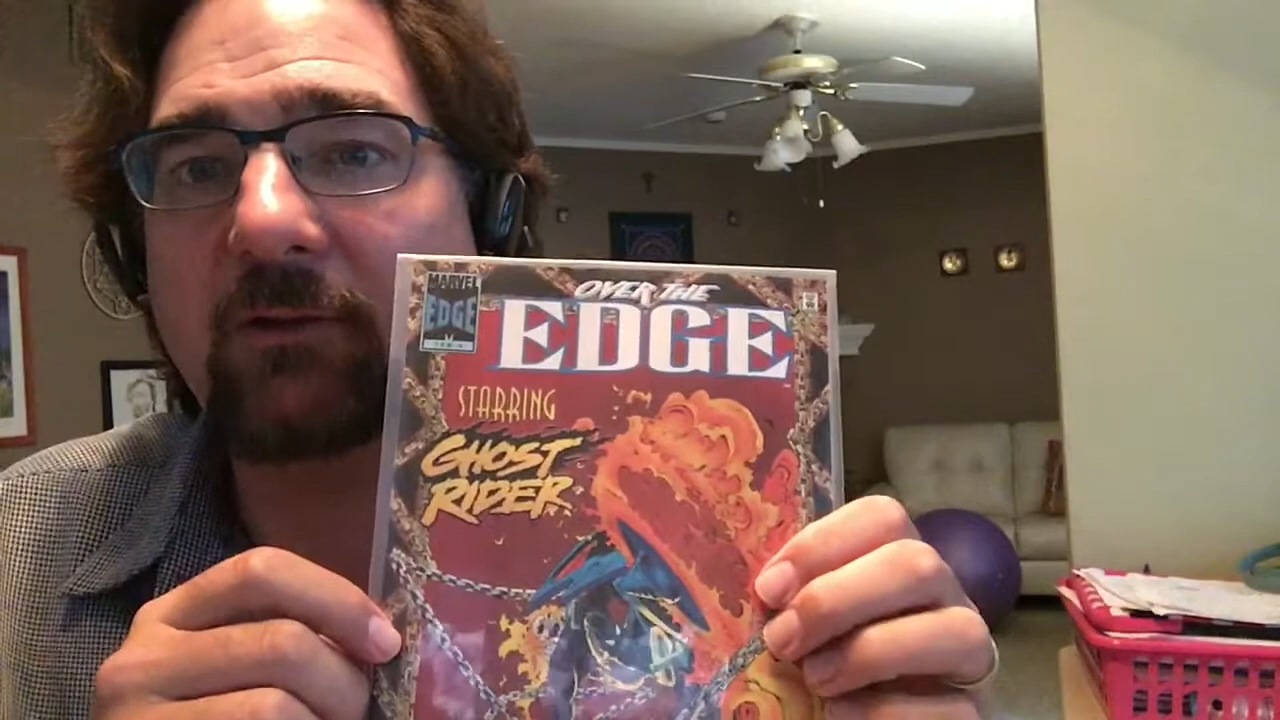 MARVEL
EDGE
OVER THE
EDGE
STARRING
GHOST
RIDER